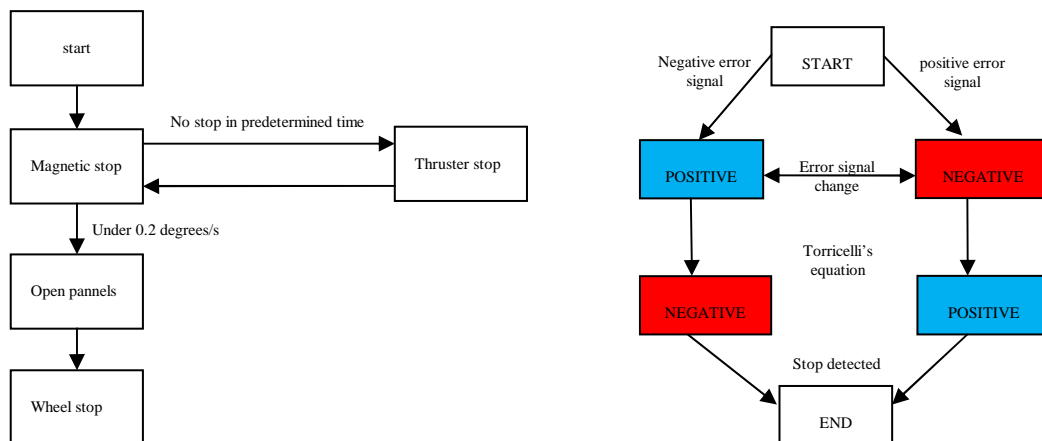 start
No stop in predetermined time
Magnetic stop
Thruster stop
Under 0.2 degrees/s
Open pannels
Wheel stop
START
Negative error
signal
positive error
signal
POSITIVE
Error signal
change
NEGATIVE
Torricelli's
equation
NEGATIVE
POSITIVE
Stop detected
END